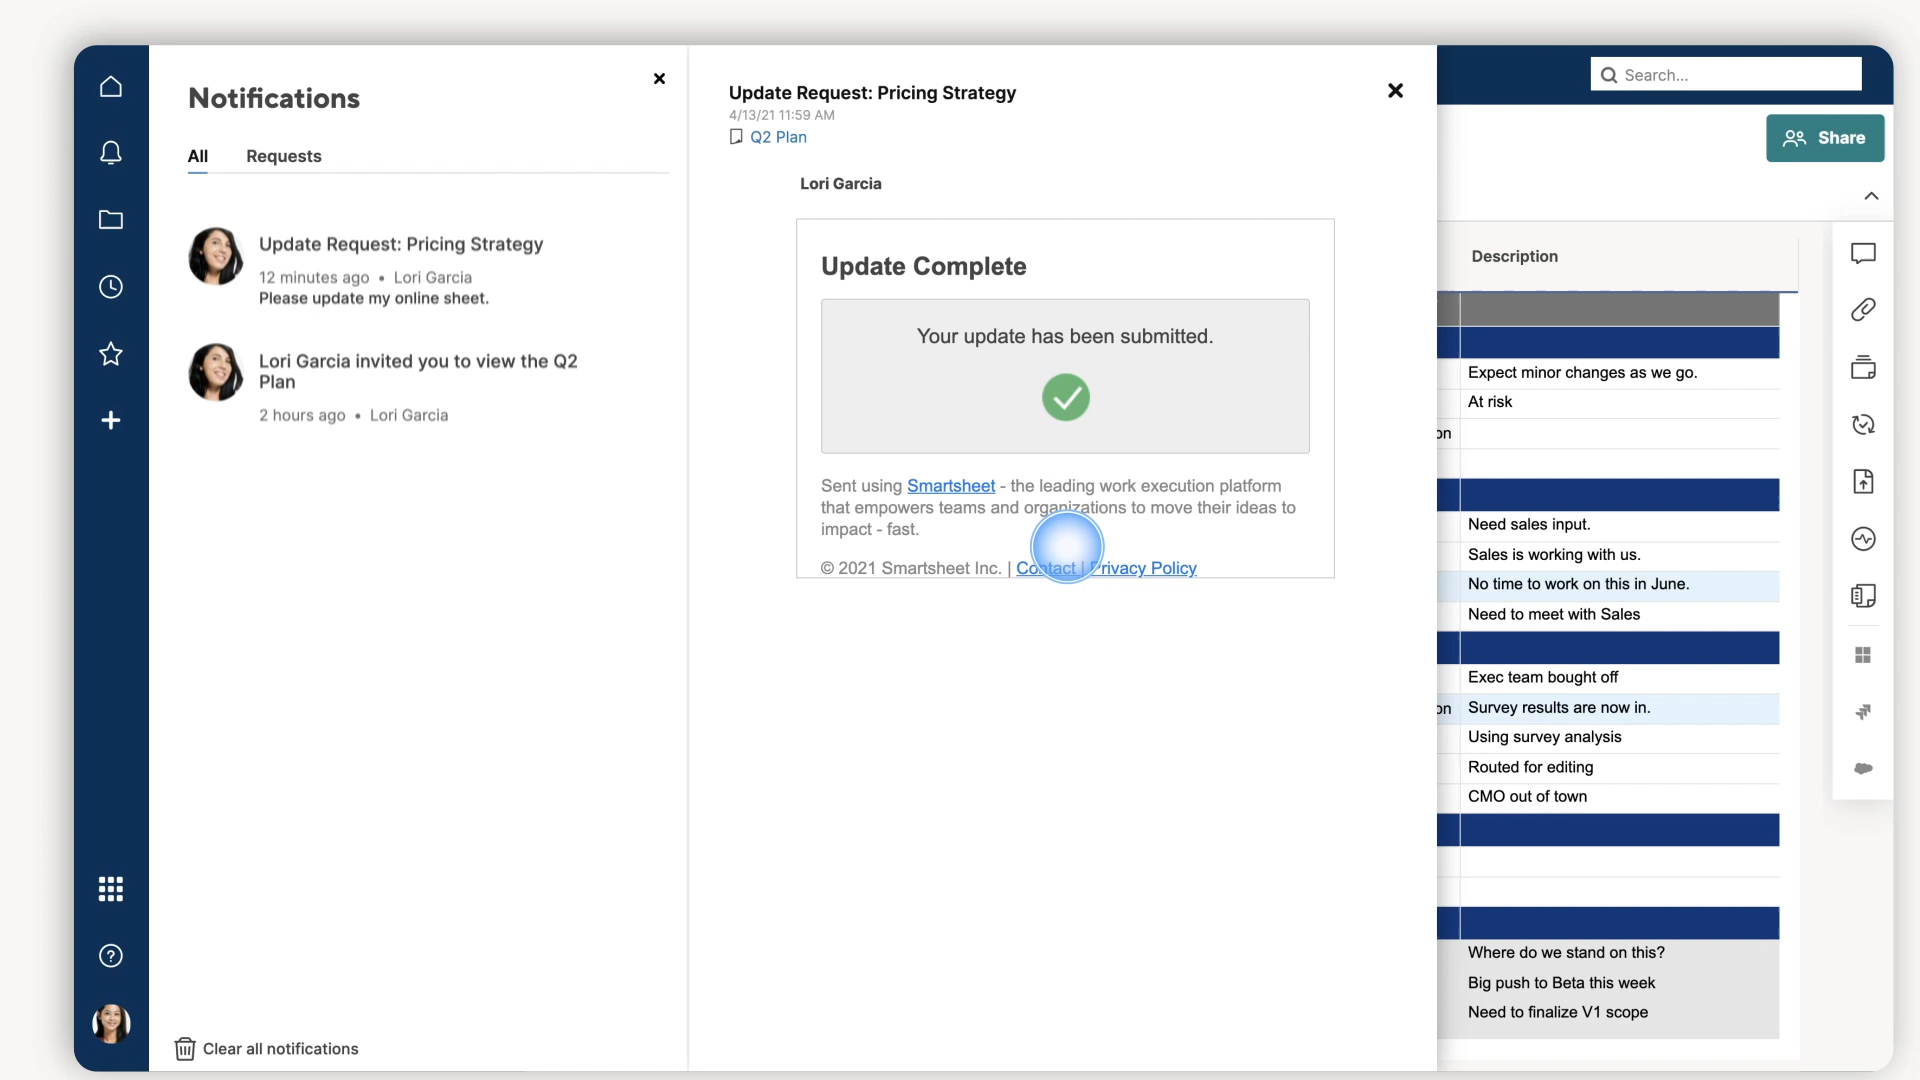 Notifications
All
Requests
Update Request: Pricing Strategy
12 minutes ago • Lori Garcia
Please update my online sheet.
Lori Garcia invited you to view the Q2
Plan
2 hours ago • Lori Garcia
Clear all notifications
Update Request: Pricing Strategy
4/13/21 11:59 AM
Q2 Plan
Lori Garcia
Update Complete
Your update has been submitted.
Sent using Smartsheet - the leading work execution platform
that empowers teams and organizations to move their ideas to
impact - fast.
© 2021 Smartsheet Inc. | Contact | Privacy Policy
Search...
Share
Description
Expect minor changes as we go.
At risk
on
Need sales input.
Sales is working with us.
No time to work on this in June.
Need to meet with Sales
Exec team bought off
on Survey results are now in.
Using survey analysis
Routed for editing
CMO out of town
Where do we stand on this?
Big push to Beta this week
Need to finalize V1 scope